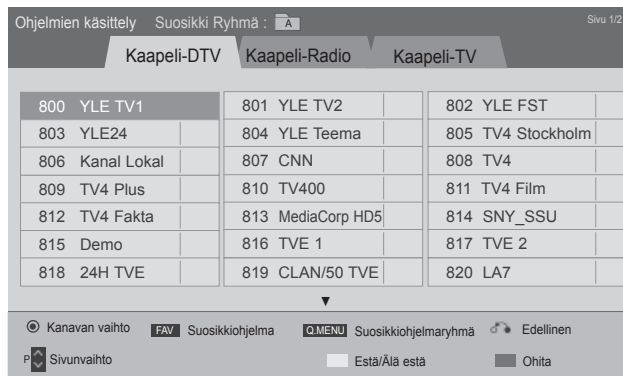 Ohjelmien käsittely Suosikki Ryhmä : A Sivu 1/2
Kaapeli-DTV Kaapeli-Radio Kaapeli-TV
800 YLE TV1 801 YLE TV2 802 YLE FST
803 YLE24 804 YLE Teema 805 TV4 Stockholm
806 Kanal Lokal 807 CNN 808 TV4
809 TV4 Plus 810 TV400 811 TV4 Film
812 TV4 Fakta 813 MediaCorp HD5 814 SNY_SSU
815 Demo 816 TVE 1 817 TVE 2
818 24H TVE 819 CLAN/50 TVE 820 LA7
▼
Kanavan vaihto FAV Suosikkiohjelma Q.MENU Suosikkiohjelmaryhmä Edellinen
P Sivunvaihto Estä/Älä estä Ohita